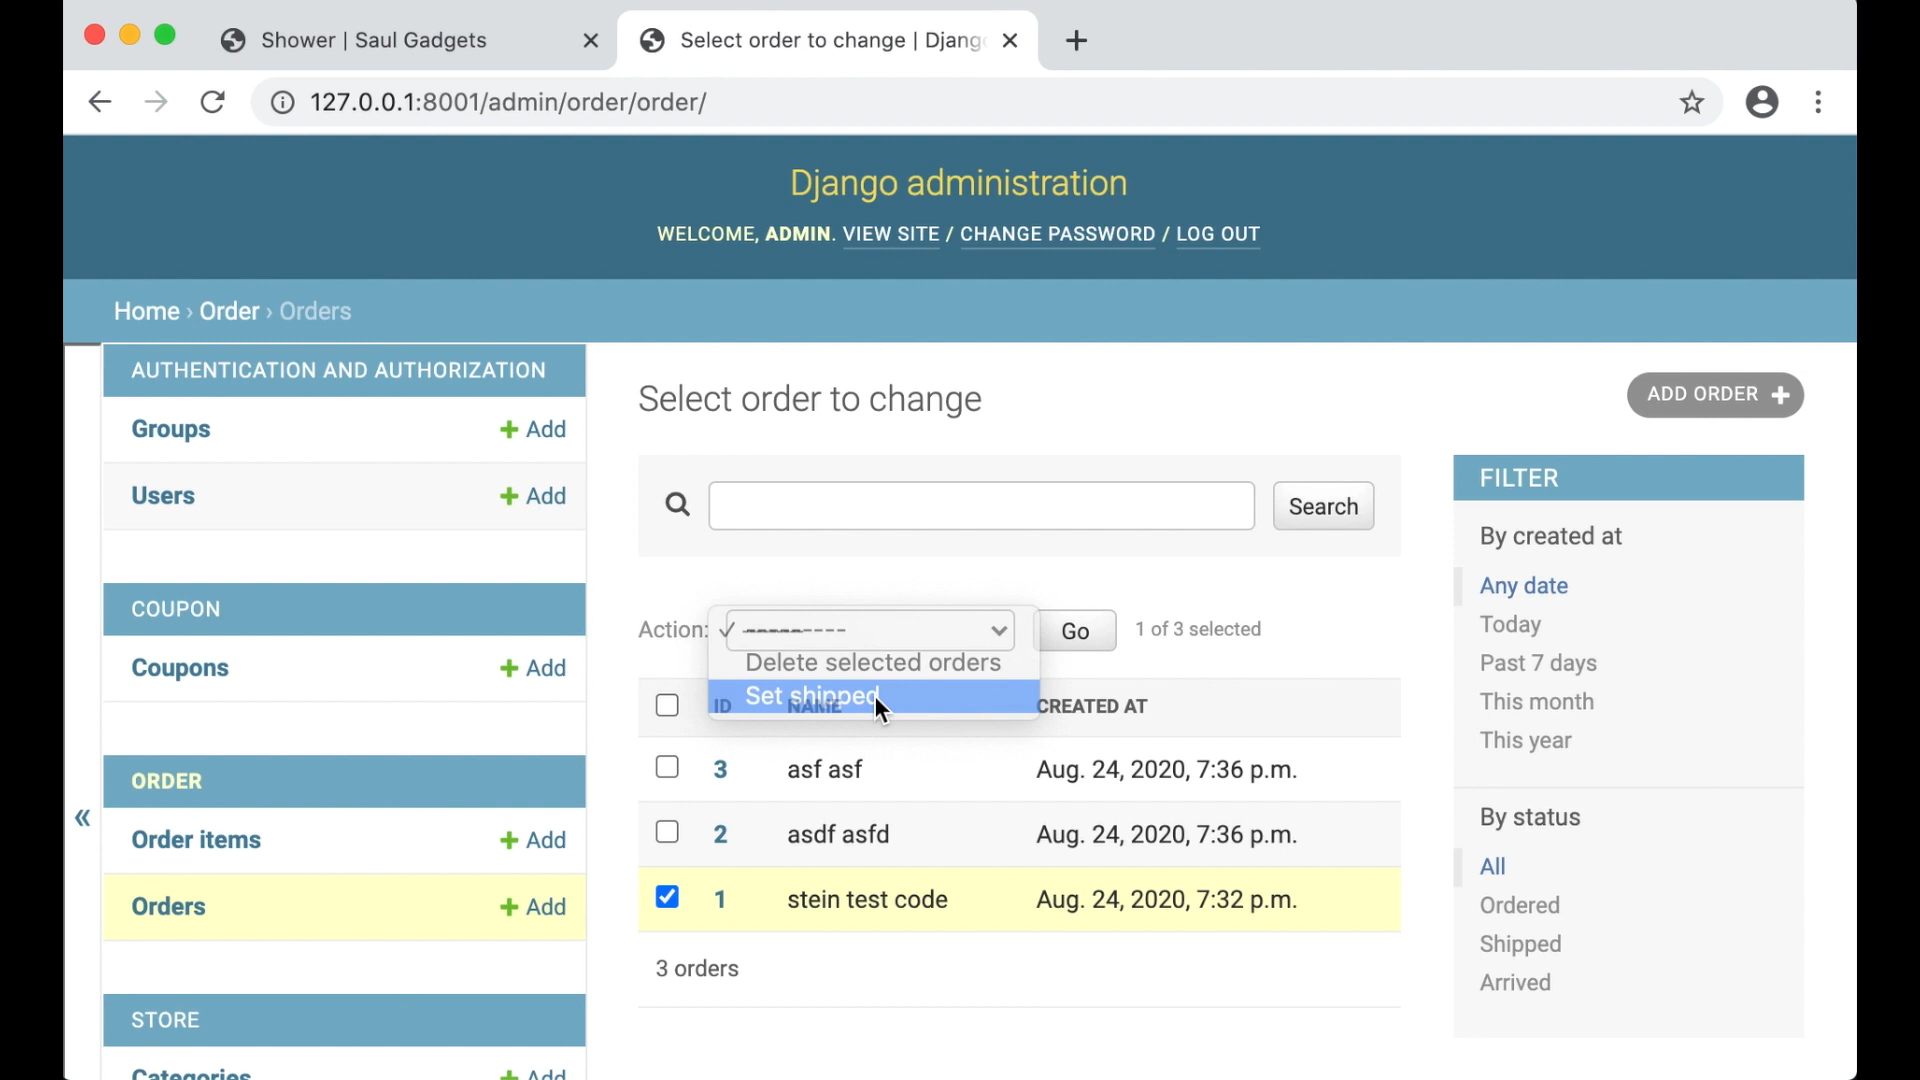 Shower | Saul Gadgets
Select order to change | Djang
127.0.0.1:8001/admin/order/order/
Django administration
WELCOME, ADMIN. VIEW SITE / CHANGE PASSWORD / LOG OUT
Home › Order › Orders
AUTHENTICATION AND AUTHORIZATION
Groups + Add
Users + Add
COUPON
Coupons + Add
ORDER
Order items + Add
Orders + Add
STORE
Categories + Add
Select order to change
ADD ORDER +
Search
Action: ✓ --------- Go 1 of 3 selected
Delete selected orders
Set shipped
ID NAME CREATED AT
3 asf asf Aug. 24, 2020, 7:36 p.m.
2 asdf asfd Aug. 24, 2020, 7:36 p.m.
1 stein test code Aug. 24, 2020, 7:32 p.m.
3 orders
FILTER
By created at
Any date
Today
Past 7 days
This month
This year
By status
All
Ordered
Shipped
Arrived